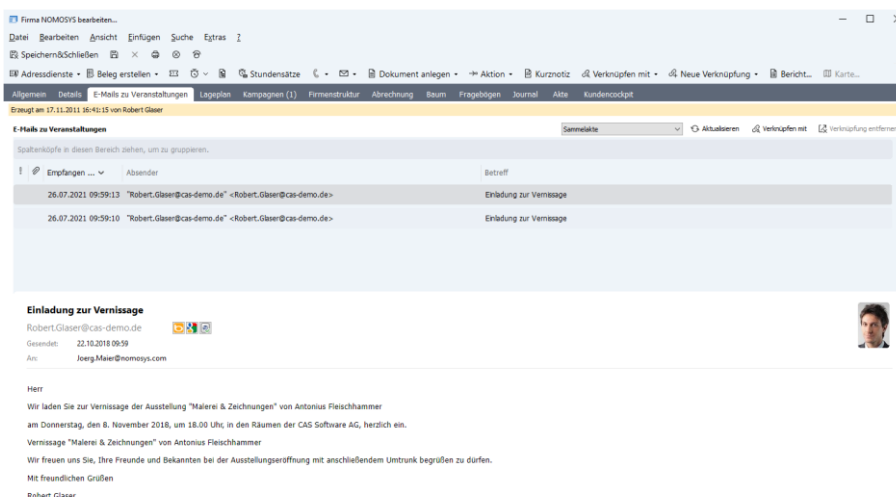 Firma NOMOSYS bearbeiten...
Datei Bearbeiten Ansicht Einfügen Suche Extras ?
Speichern&Schließen
Adressdienste Beleg erstellen Stundensätze Dokument anlegen Aktion Kurznotiz Verknüpfen mit Neue Verknüpfung Bericht... Karte...
Allgemein Details E-Mails zu Veranstaltungen Lageplan Kampagnen (1) Firmenstruktur Abrechnung Baum Fragebögen Journal Akte Kundencockpit
Erzeugt am 17.11.2011 16:41:15 von Robert Glaser
E-Mails zu Veranstaltungen Sammelakte Aktualisieren Verknüpfen mit Verknüpfung entfernen
Spaltenköpfe in diesen Bereich ziehen, um zu gruppieren.
! Empfangen ... Absender Betreff
26.07.2021 09:59:13 "Robert.Glaser@cas-demo.de" <Robert.Glaser@cas-demo.de> Einladung zur Vernissage
26.07.2021 09:59:10 "Robert.Glaser@cas-demo.de" <Robert.Glaser@cas-demo.de> Einladung zur Vernissage
Einladung zur Vernissage
Robert.Glaser@cas-demo.de
Gesendet: 22.10.2018 09:59
An: Joerg.Maier@nomosys.com
Herr
Wir laden Sie zur Vernissage der Ausstellung "Malerei & Zeichnungen" von Antonius Fleischhammer
am Donnerstag, den 8. November 2018, um 18.00 Uhr, in den Räumen der CAS Software AG, herzlich ein.
Vernissage "Malerei & Zeichnungen" von Antonius Fleischhammer
Wir freuen uns Sie, Ihre Freunde und Bekannten bei der Ausstellungseröffnung mit anschließendem Umtrunk begrüßen zu dürfen.
Mit freundlichen Grüßen
Robert Glaser